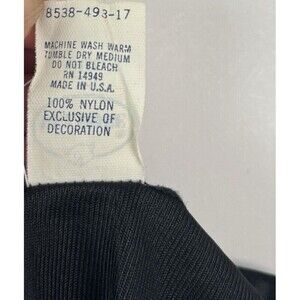 8538-493-17
MACHINE WASH WARM
TUMBLE DRY MEDIUM
DO NOT BLEACH
RN 14949
MADE IN U.S.A.
100% NYLON
EXCLUSIVE OF
DECORATION